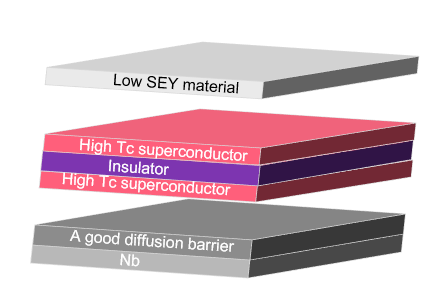 Low SEY material
High Tc superconductor
Insulator
High Tc superconductor
A good diffusion barrier
Nb